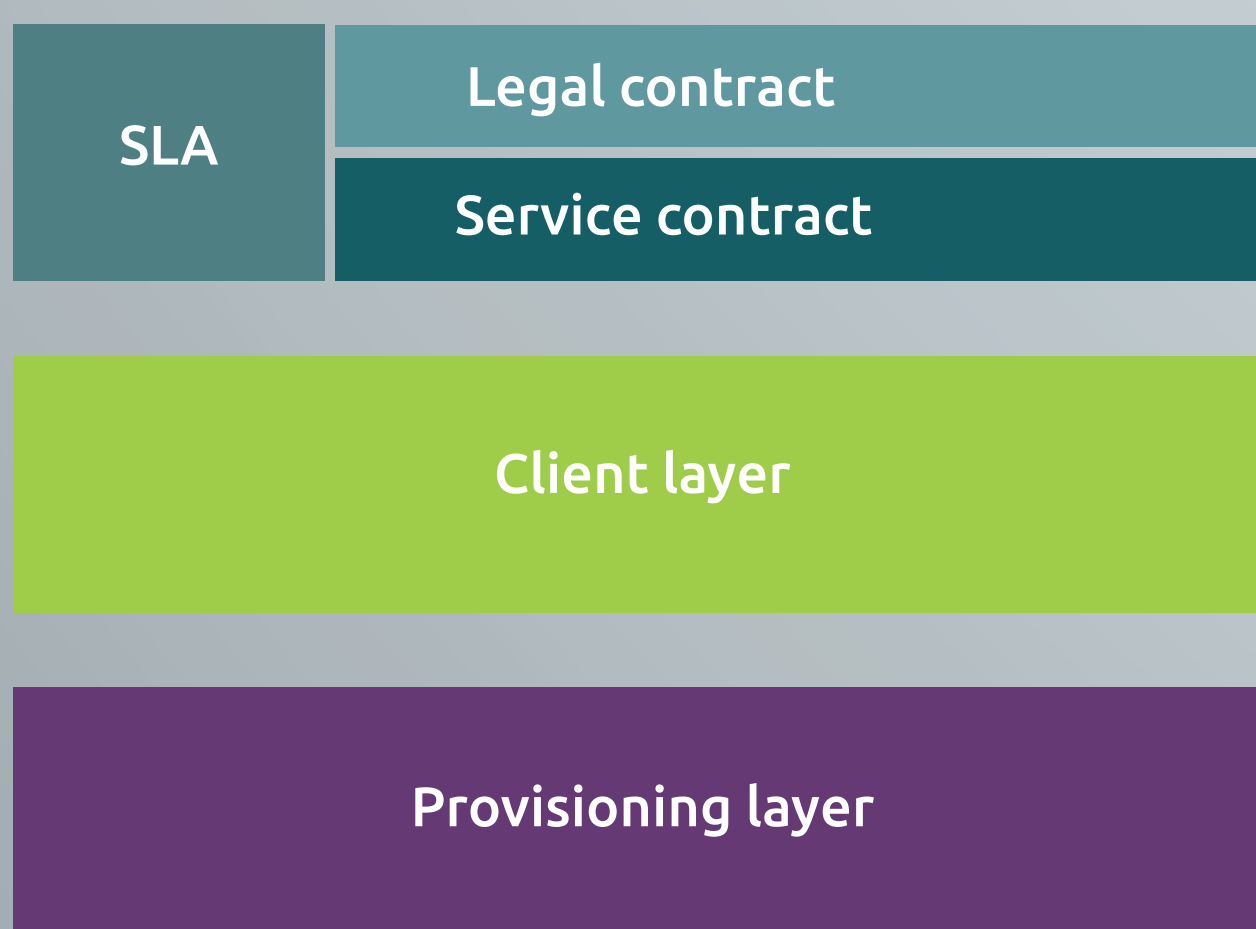 SLA
Legal contract
Service contract
Client layer
Provisioning layer